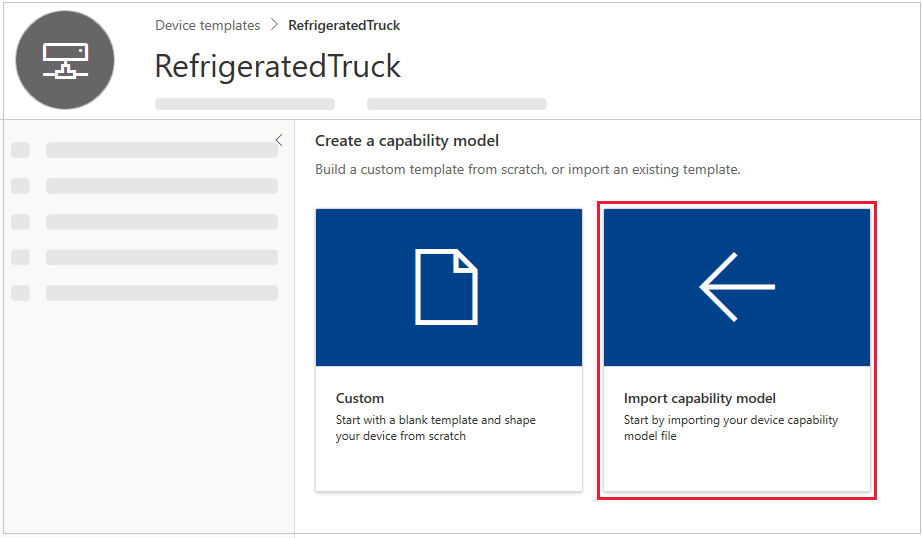 Device templates > RefrigeratedTruck
RefrigeratedTruck
Create a capability model
Build a custom template from scratch, or import an existing template.
Custom
Start with a blank template and shape
your device from scratch
Import capability model
Start by importing your device capability
model file